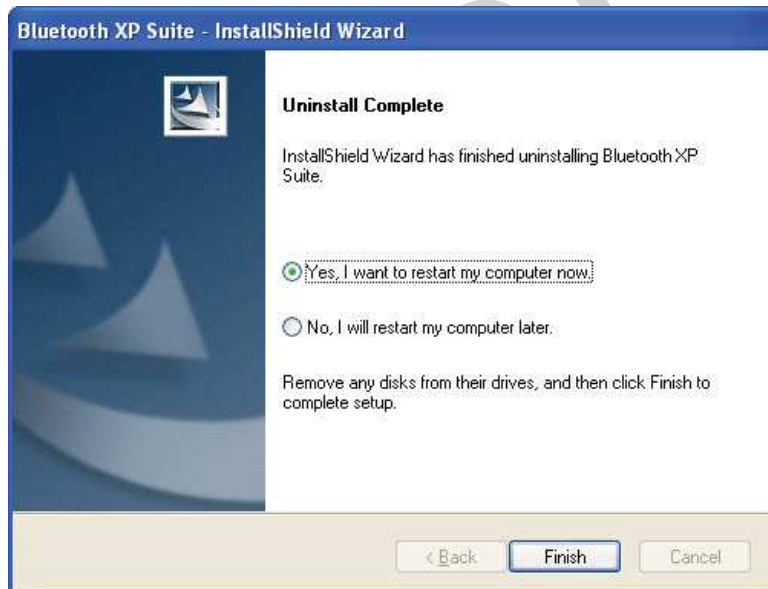 Bluetooth XP Suite - InstallShield Wizard
Uninstall Complete
InstallShield Wizard has finished uninstalling Bluetooth XP
Suite.
Yes, I want to restart my computer now.
No, I will restart my computer later.
Remove any disks from their drives, and then click Finish to
complete setup.
< Back Finish Cancel